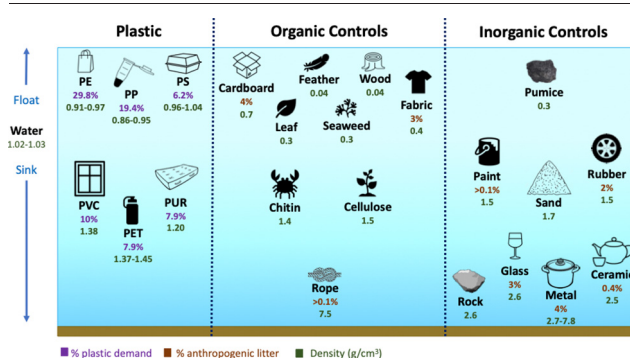 Plastic
Organic Controls
Inorganic Controls
Float
Water
1.02-1.03
Sink
PE
29.8%
0.91-0.97
PP
19.4%
0.86-0.95
PS
6.2%
0.96-1.04
PVC
10%
1.38
PET
7.9%
1.37-1.45
PUR
7.9%
1.20
Cardboard
4%
0.7
Feather
0.04
Wood
0.04
Fabric
3%
0.4
Leaf
0.3
Seaweed
0.3
Chitin
1.4
Cellulose
1.5
Rope
>0.1%
7.5
Pumice
0.3
Paint
>0.1%
1.5
Sand
1.7
Rubber
2%
1.5
Rock
2.6
Glass
3%
2.6
Metal
4%
2.7-7.8
Ceramic
0.4%
2.5
% plastic demand
% anthropogenic litter
Density (g/cm³)